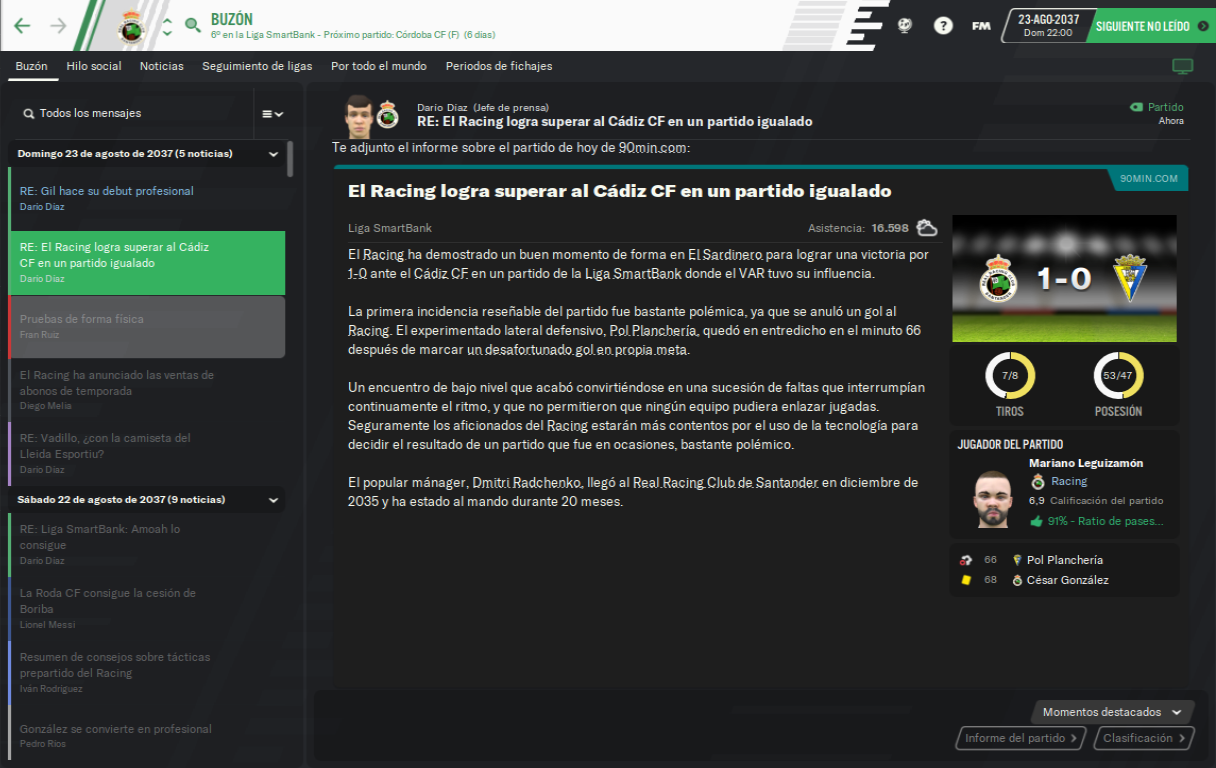 BUZÓN
6º en la Liga SmartBank - Próximo partido: Córdoba CF (F) (6 días)
FM
23-AGO-2037
Dom 22:00
SIGUIENTE NO LEÍDO
Buzón
Hilo social
Noticias
Seguimiento de ligas
Por todo el mundo
Periodos de fichajes
Todos los mensajes
Domingo 23 de agosto de 2037 (5 noticias)
RE: Gil hace su debut profesional
Darío Díaz
RE: El Racing logra superar al Cádiz
CF en un partido igualado
Darío Díaz
Pruebas de forma física
Fran Ruiz
El Racing ha anunciado las ventas de
abonos de temporada
Diego Melia
RE: Vadillo, ¿con la camiseta del
Lleida Esportiu?
Darío Díaz
Sábado 22 de agosto de 2037 (9 noticias)
RE: Liga SmartBank: Amoah lo
consigue
Darío Díaz
La Roda CF consigue la cesión de
Boriba
Lionel Messi
Resumen de consejos sobre tácticas
prepartido del Racing
Iván Rodríguez
González se convierte en profesional
Pedro Ríos
Darío Díaz (Jefe de prensa)
RE: El Racing logra superar al Cádiz CF en un partido igualado
Partido
Ahora
Te adjunto el informe sobre el partido de hoy de 90min.com:
90MIN.COM
El Racing logra superar al Cádiz CF en un partido igualado
Liga SmartBank
Asistencia: 16.598
El Racing ha demostrado un buen momento de forma en El Sardinero para lograr una victoria por
1-0 ante el Cádiz CF en un partido de la Liga SmartBank donde el VAR tuvo su influencia.
La primera incidencia reseñable del partido fue bastante polémica, ya que se anuló un gol al
Racing. El experimentado lateral defensivo, Pol Planchería, quedó en entredicho en el minuto 66
después de marcar un desafortunado gol en propia meta.
Un encuentro de bajo nivel que acabó convirtiéndose en una sucesión de faltas que interrumpían
continuamente el ritmo, y que no permitieron que ningún equipo pudiera enlazar jugadas.
Seguramente los aficionados del Racing estarán más contentos por el uso de la tecnología para
decidir el resultado de un partido que fue en ocasiones, bastante polémico.
El popular mánager, Dmitri Radchenko, llegó al Real Racing Club de Santander en diciembre de
2035 y ha estado al mando durante 20 meses.
1-0
7/8
TIROS
53/47
POSESIÓN
JUGADOR DEL PARTIDO
Mariano Leguizamón
Racing
6,9 Calificación del partido
91% - Ratio de pases...
66 Pol Planchería
68 César González
Momentos destacados
Informe del partido
Clasificación